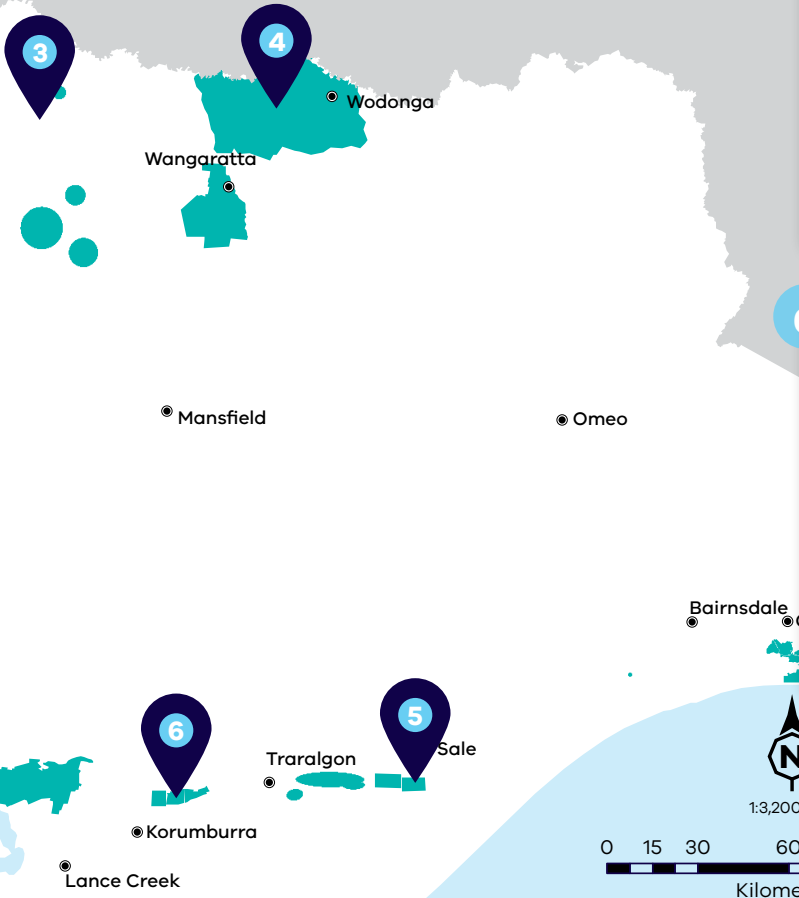 3
4
Wodonga
Wangaratta
Mansfield
Omeo
Bairnsdale
5
6
Sale
Traralgon
N
1:3,200
Korumburra
0 15 30 60
Lance Creek
Kilome